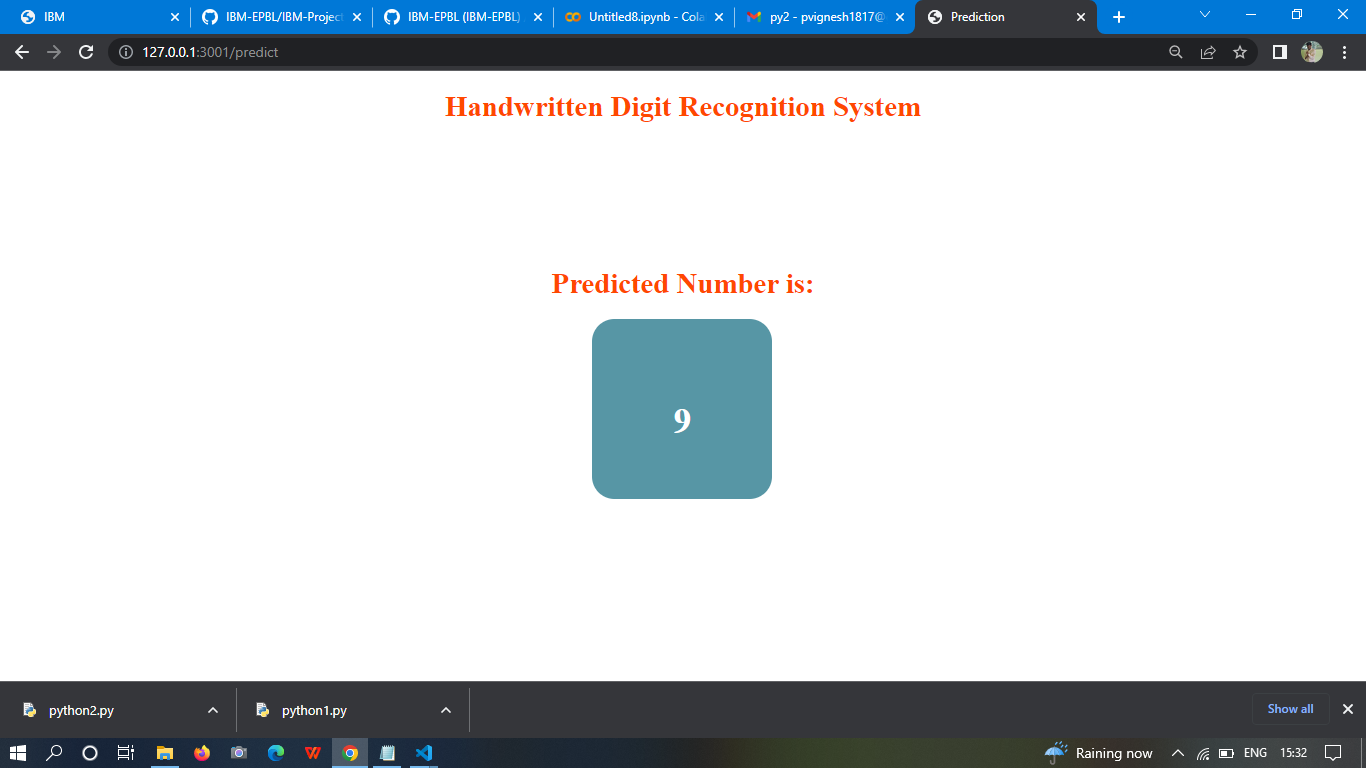 IBM
IBM-EPBL/IBM-Project
IBM-EPBL (IBM-EPBL)
Untitled8.ipynb - Cola
py2 - pvignesh1817@
Prediction
127.0.0.1:3001/predict
Handwritten Digit Recognition System
Predicted Number is:
9
python2.py
python1.py
Show all
Raining now
ENG
15:32